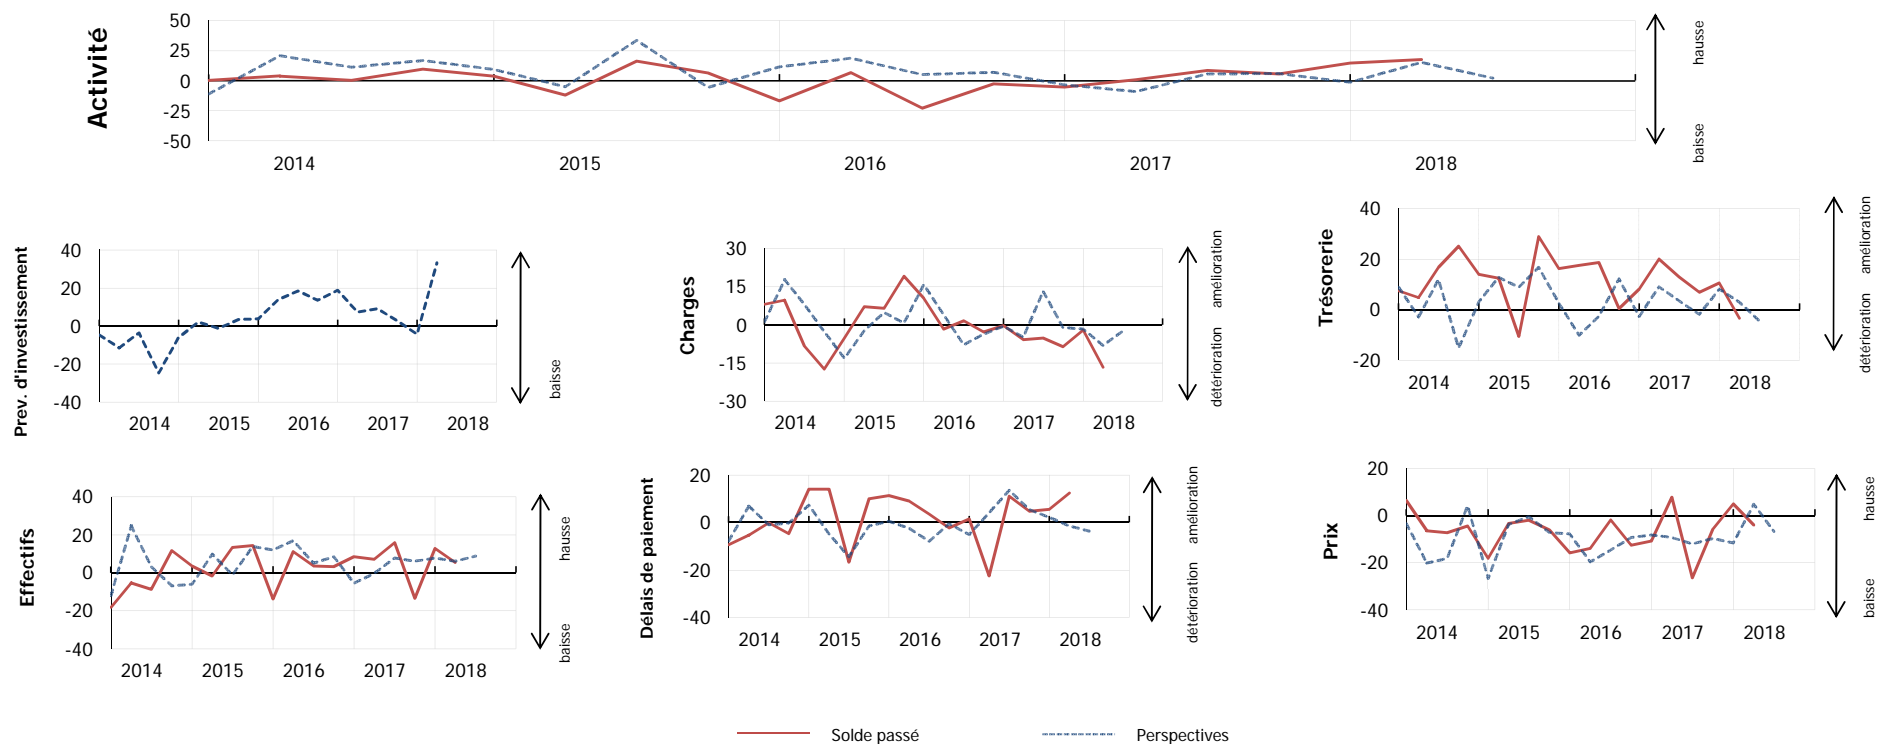 Activité
50
25
0
-25
-50
2014 2015 2016 2017 2018
hausse
baisse
Prev. d'investissement
40
20
0
-20
-40
2014 2015 2016 2017 2018
baisse
Charges
30
15
0
-15
-30
2014 2015 2016 2017 2018
amélioration
détérioration
Trésorerie
40
20
0
-20
2014 2015 2016 2017 2018
amélioration
détérioration
Effectifs
40
20
0
-20
-40
2014 2015 2016 2017 2018
hausse
baisse
Délais de paiement
20
0
-20
-40
2014 2015 2016 2017 2018
amélioration
détérioration
Prix
20
0
-20
-40
2014 2015 2016 2017 2018
hausse
baisse
Solde passé Perspectives